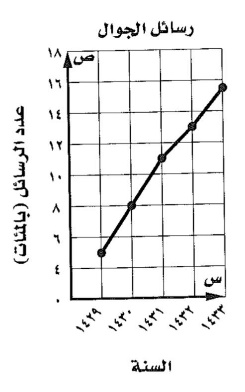 رسائل الجوال
١٨
ص
١٦
١٤
١٢
١٠
٨
٦
٤
٠
س
عدد الرسائل (بالمئات)
١٤٢٩
١٤٣٠
١٤٣١
١٤٣٢
١٤٣٣
السنة